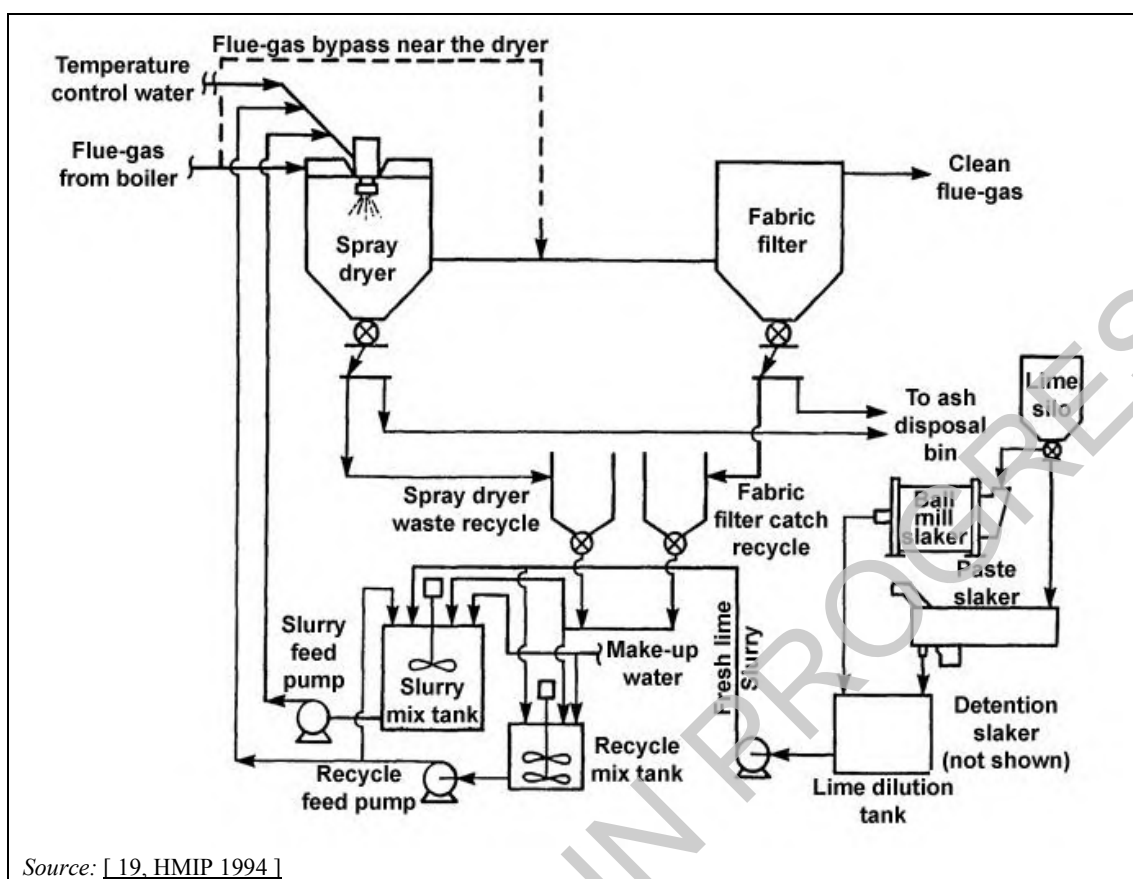 Flue-gas bypass near the dryer
Temperature
control water
Flue-gas
from boiler
Clean
flue-gas
Spray
dryer
Fabric
filter
Lime
silo
To ash
disposal
bin
Spray dryer
waste recycle
Fabric
filter catch
recycle
Ball
mill
slaker
Paste
slaker
Slurry
feed
pump
Slurry
mix tank
Make-up
water
Fresh lime
Slurry
Recycle
mix tank
Recycle
feed pump
Detention
slaker
(not shown)
Lime dilution
tank
IN PROGRES
Source: [ 19, HMIP 1994 ]